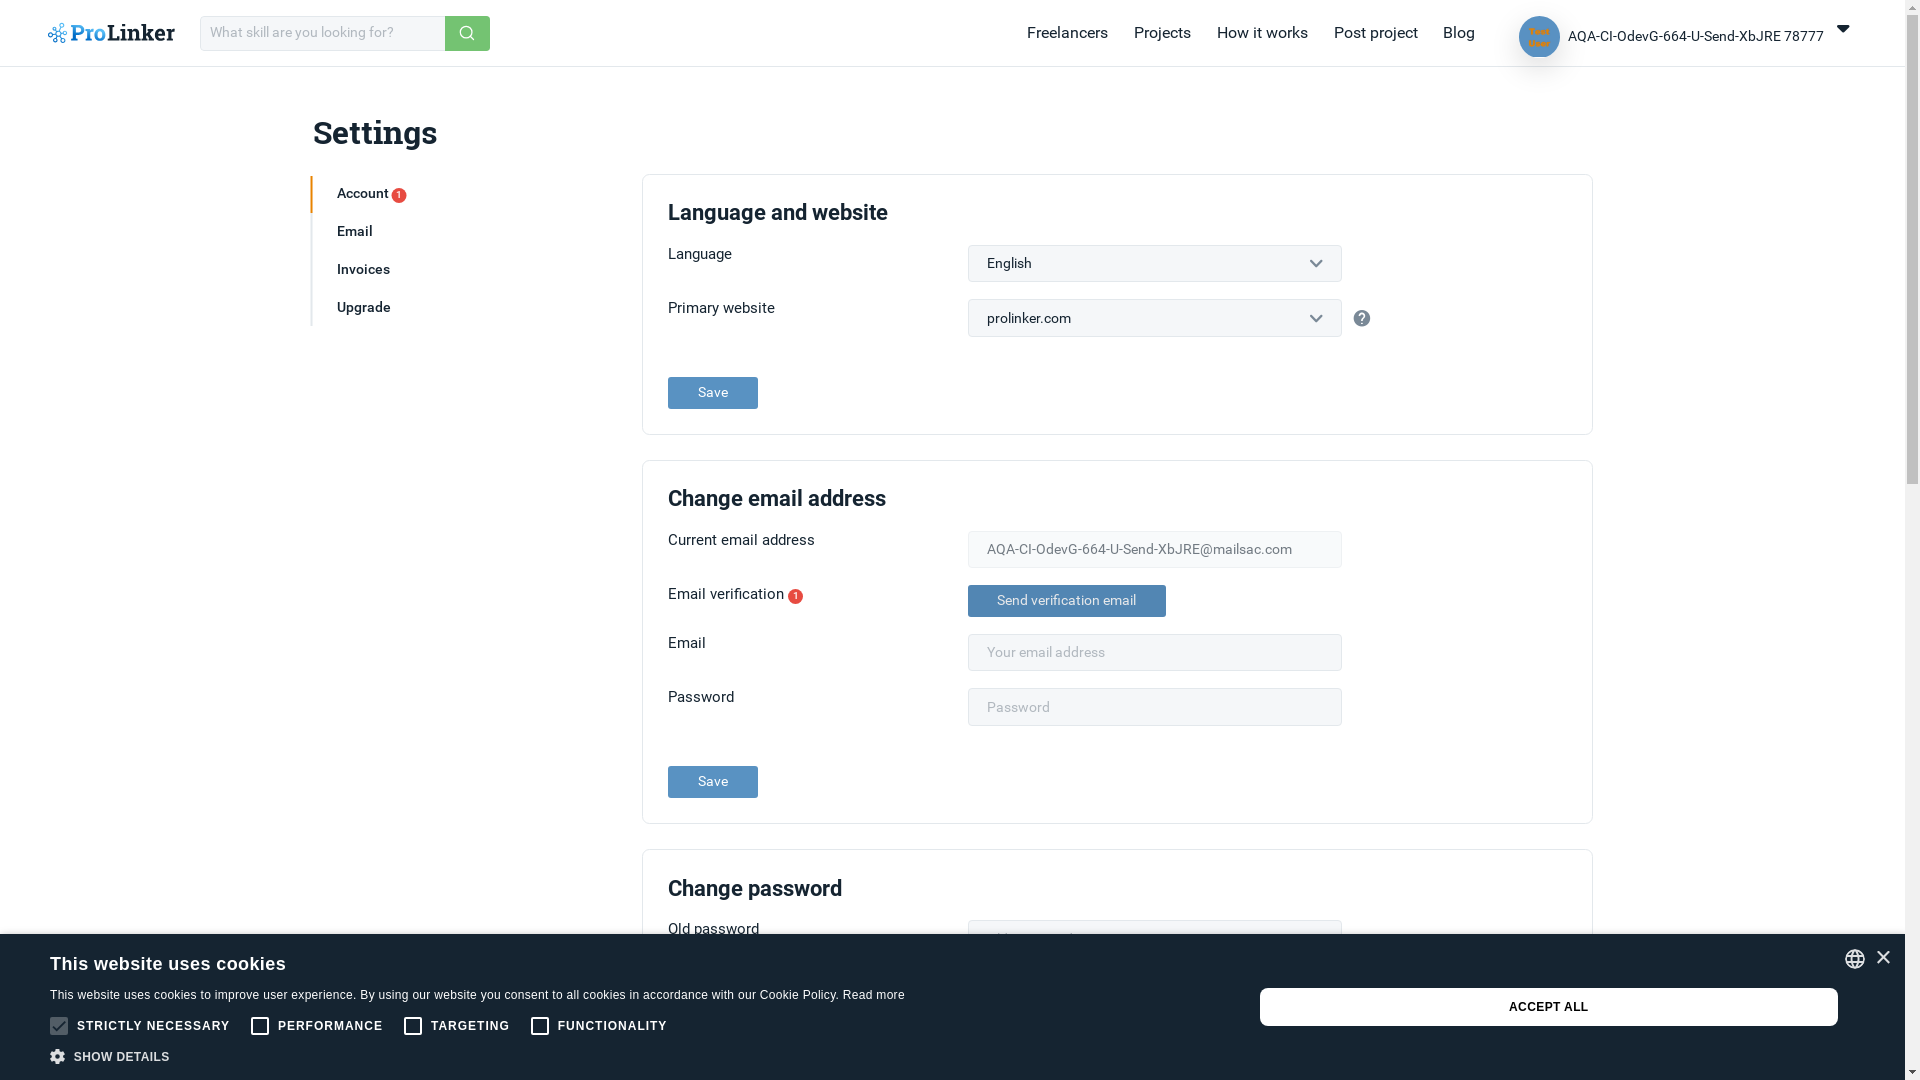 ProLinker
What skill are you looking for?
Freelancers
Projects
How it works
Post project
Blog
Test
User
AQA-CI-OdevG-664-U-Send-XbJRE 78777
Settings
Account 1
Email
Invoices
Upgrade
Language and website
Language
English
Primary website
prolinker.com
Save
Change email address
Current email address
AQA-CI-OdevG-664-U-Send-XbJRE@mailsac.com
Email verification 1
Send verification email
Email
Your email address
Password
Password
Save
Change password
Old password
This website uses cookies
This website uses cookies to improve user experience. By using our website you consent to all cookies in accordance with our Cookie Policy. Read more
STRICTLY NECESSARY
PERFORMANCE
TARGETING
FUNCTIONALITY
SHOW DETAILS
ACCEPT ALL